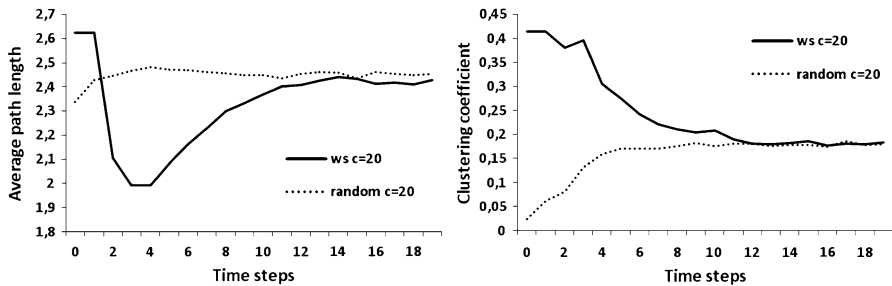 Average path length
2,7
2,6
2,5
2,4
2,3
2,2
2,1
2
1,9
1,8
0 2 4 6 8 10 12 14 16 18
Time steps
ws c=20
random c=20
Clustering coefficient
0,45
0,4
0,35
0,3
0,25
0,2
0,15
0,1
0,05
0
0 2 4 6 8 10 12 14 16 18
Time steps
ws c=20
random c=20